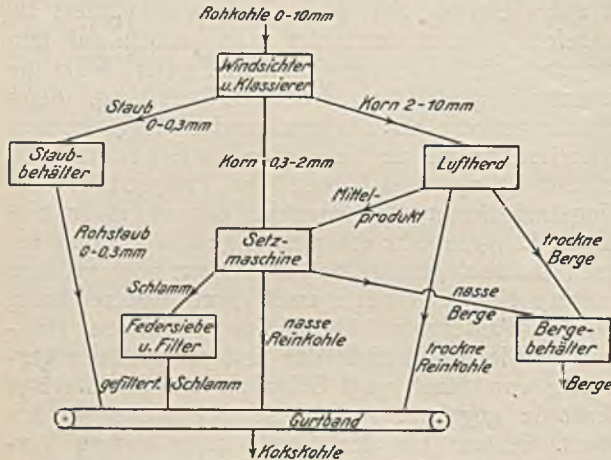 Rohkohle 0-10mm
Windsichter
u. Klassierer
Staub
0-0,3mm
Korn 2-10mm
Staub-
behälter
Korn 0,3-2mm
Luftherd
Mittel-
produkt
Rohstaub
0-0,3mm
Setz-
maschine
trockne
Berge
Schlamm
nasse
Berge
Federsiebe
u. Filter
nasse
Reinkohle
trockne
Reinkohle
Berge-
behälter
gefiltert. Schlamm
Berge
Gurtband
Kokskohle